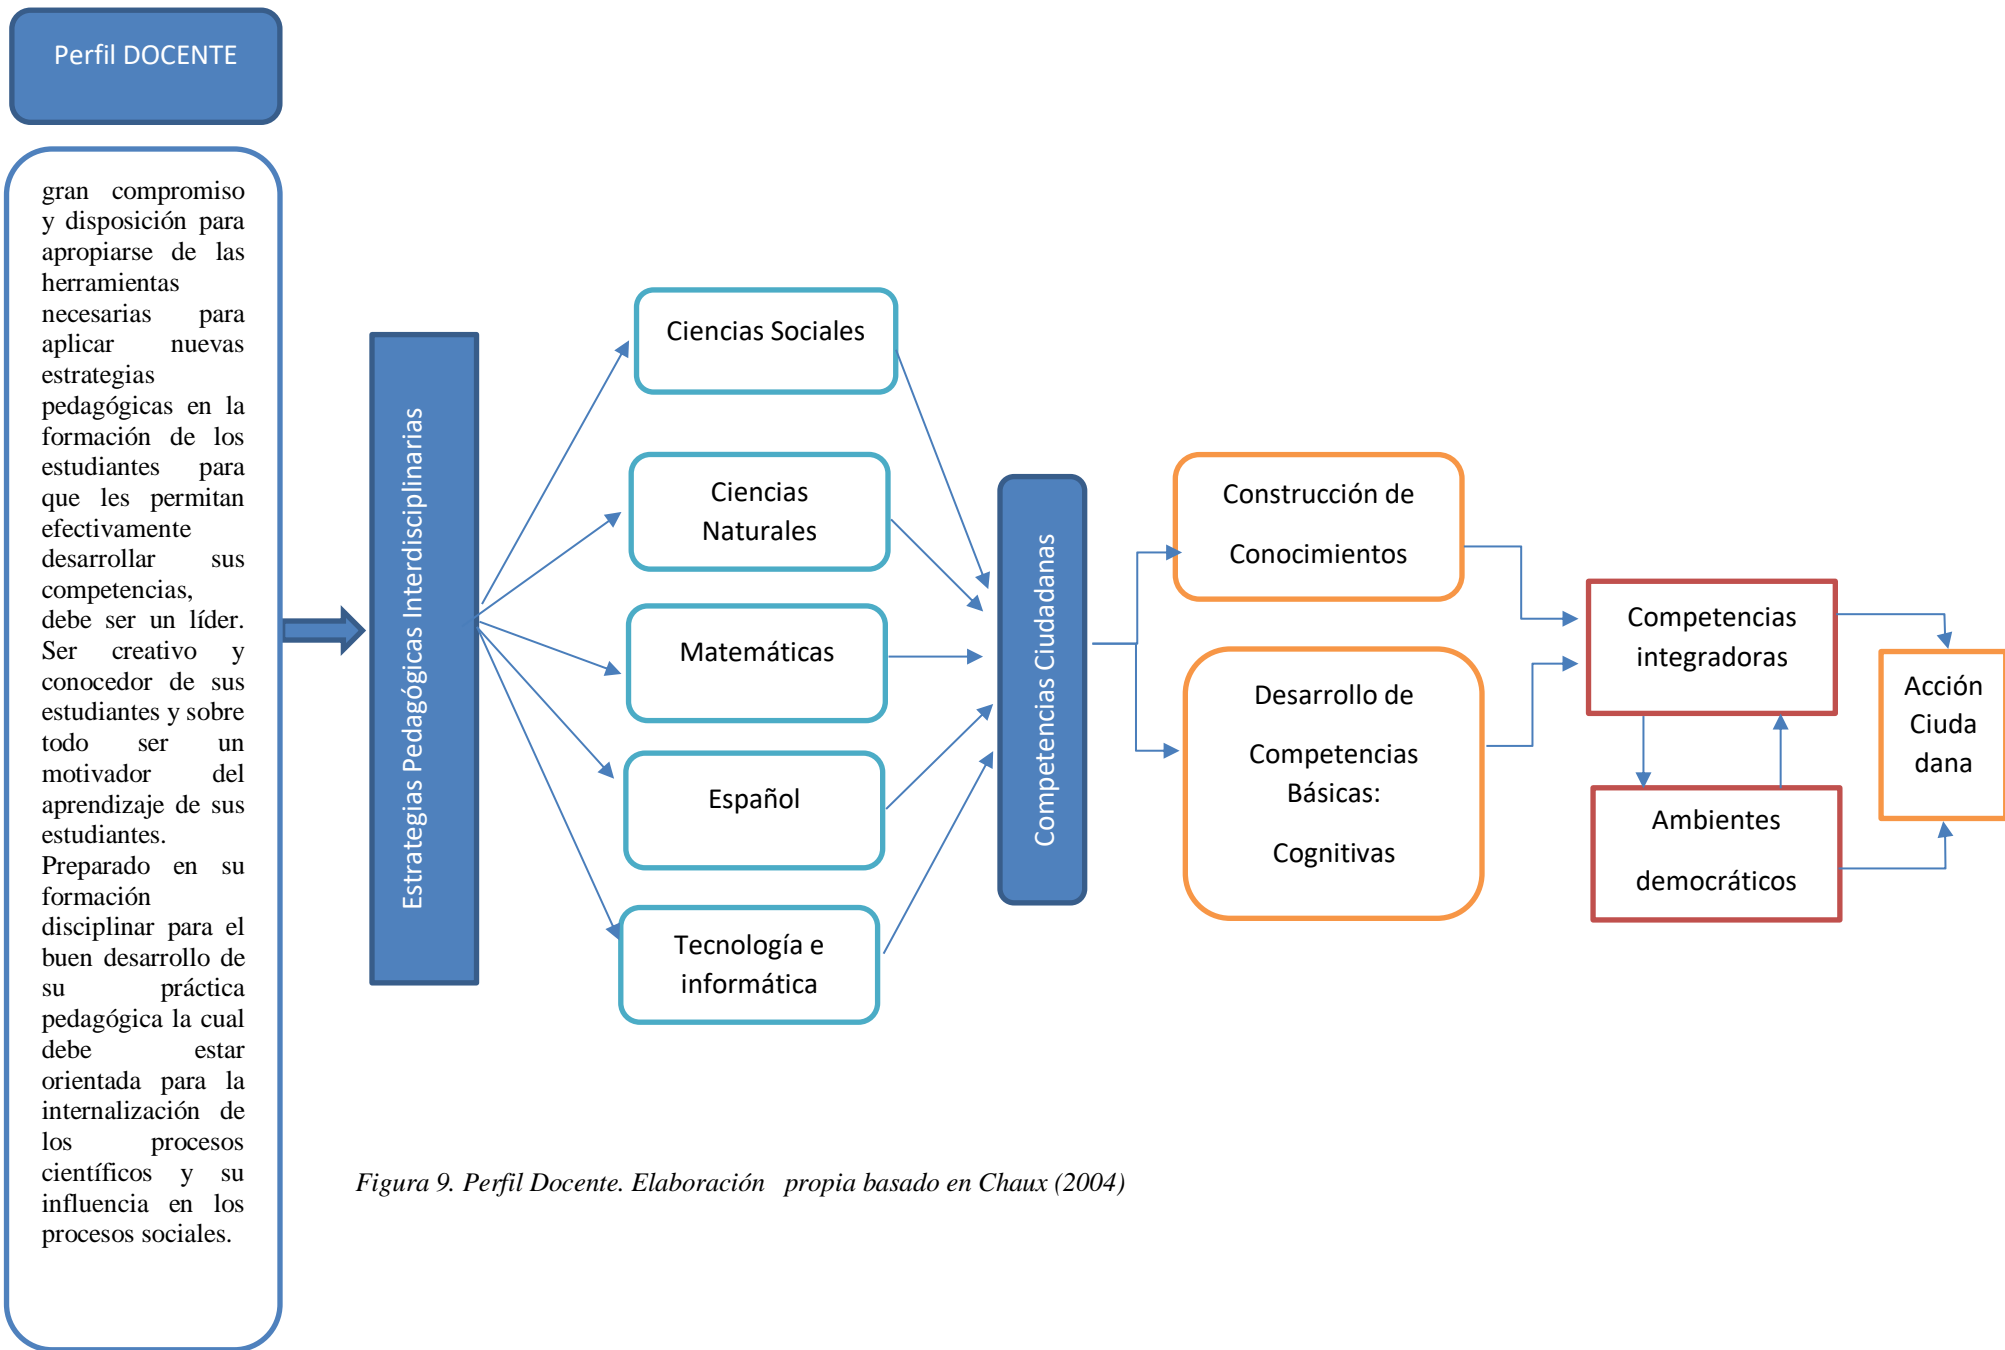 Perfil DOCENTE
gran compromiso
y disposición para
apropiarse de las
herramientas
necesarias para
aplicar nuevas
estrategias
pedagógicas en la
formación de los
estudiantes para
que les permitan
efectivamente
desarrollar sus
competencias,
debe ser un líder.
Ser creativo y
conocedor de sus
estudiantes y sobre
todo ser un
motivador del
aprendizaje de sus
estudiantes.
Preparado en su
formación
disciplinar para el
buen desarrollo de
su práctica
pedagógica la cual
debe estar
orientada para la
internalización de
los procesos
científicos y su
influencia en los
procesos sociales.
Estrategias Pedagógicas Interdisciplinarias
Ciencias Sociales
Ciencias
Naturales
Matemáticas
Español
Tecnología e
informática
Competencias Ciudadanas
Construcción de
Conocimientos
Desarrollo de
Competencias
Básicas:
Cognitivas
Competencias
integradoras
Ambientes
democráticos
Acción
Ciuda
dana
Figura 9. Perfil Docente. Elaboración propia basado en Chaux (2004)